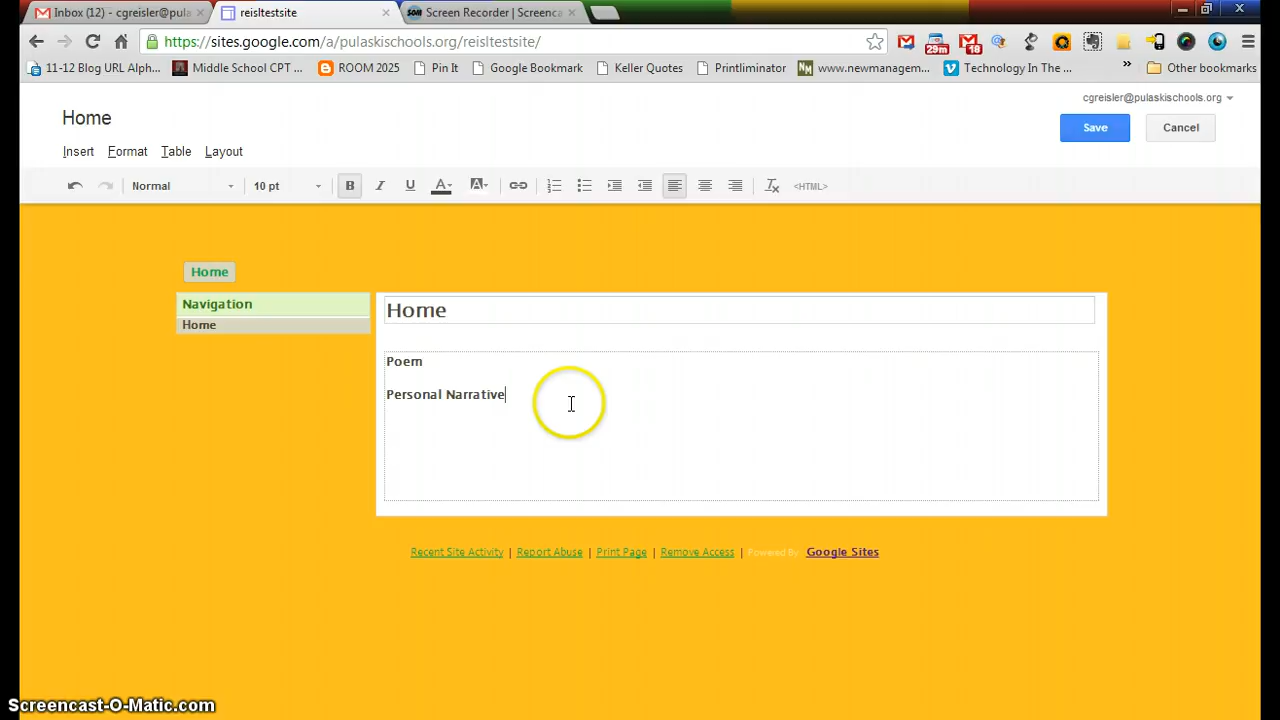 Inbox (12) - cgreisler@pula
reisltestsite
Screen Recorder | Screenca
https://sites.google.com/a/pulaskischools.org/reisltestsite/
29m
18
11-12 Blog URL Alph...
Middle School CPT ...
ROOM 2025
Pin It
Google Bookmark
Keller Quotes
Printliminator
www.newmanagem...
Technology In The ...
Other bookmarks
cgreisler@pulaskischools.org
Home
Save
Cancel
Insert
Format
Table
Layout
Normal
10 pt
B
I
U
A
A
<HTML>
Home
Navigation
Home
Home
Poem
Personal Narrative
Recent Site Activity | Report Abuse | Print Page | Remove Access | Powered By Google Sites
Screencast-O-Matic.com